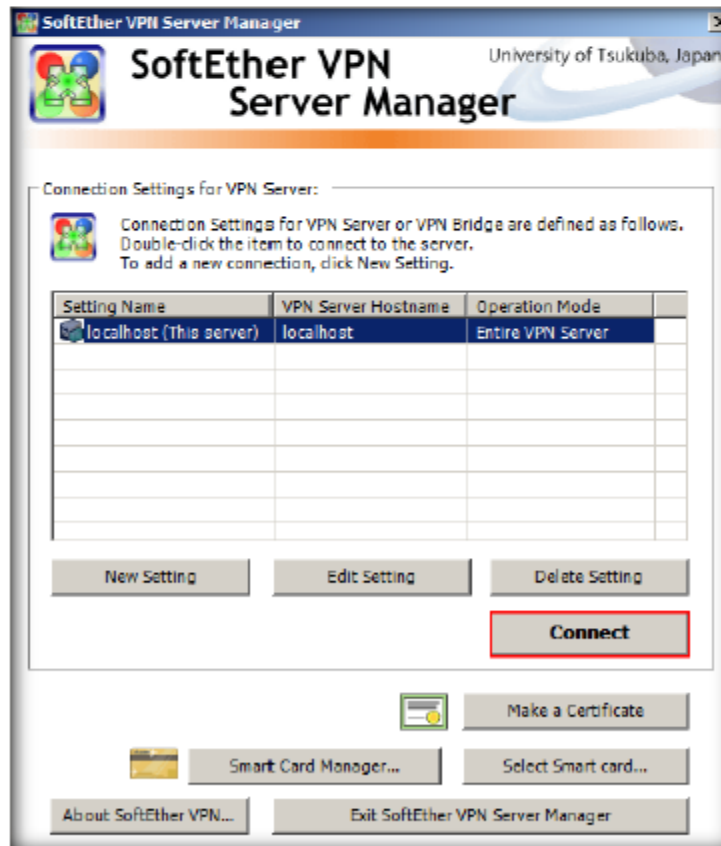 SoftEther VPN Server Manager
SoftEther VPN
Server Manager
University of Tsukuba, Japan
Connection Settings for VPN Server:
Connection Settings for VPN Server or VPN Bridge are defined as follows.
Double-click the item to connect to the server.
To add a new connection, click New Setting.
Setting Name VPN Server Hostname Operation Mode
localhost (This server) localhost Entire VPN Server
New Setting Edit Setting Delete Setting
Connect
Make a Certificate
Smart Card Manager... Select Smart card...
About SoftEther VPN... Exit SoftEther VPN Server Manager